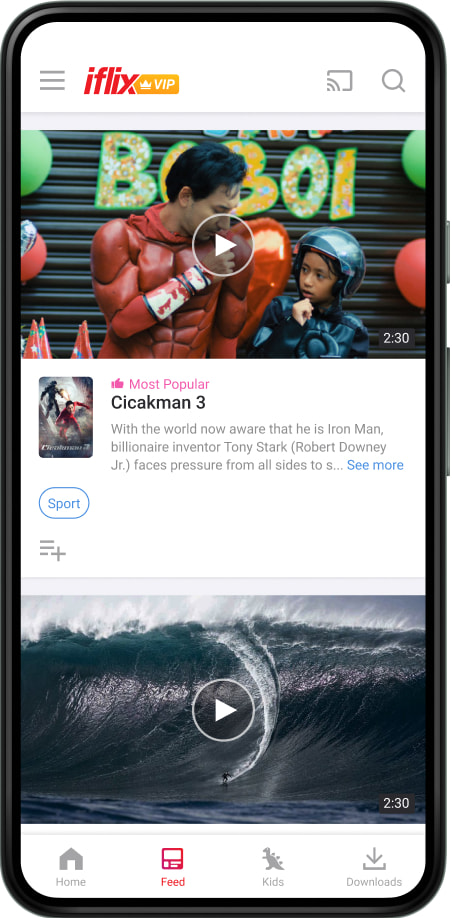 iflix VIP
BOBOI
2:30
Most Popular
Cicakman 3
Cicakman 3
With the world now aware that he is Iron Man,
billionaire inventor Tony Stark (Robert Downey
Jr.) faces pressure from all sides to s... See more
Sport
2:30
Home Feed Kids Downloads